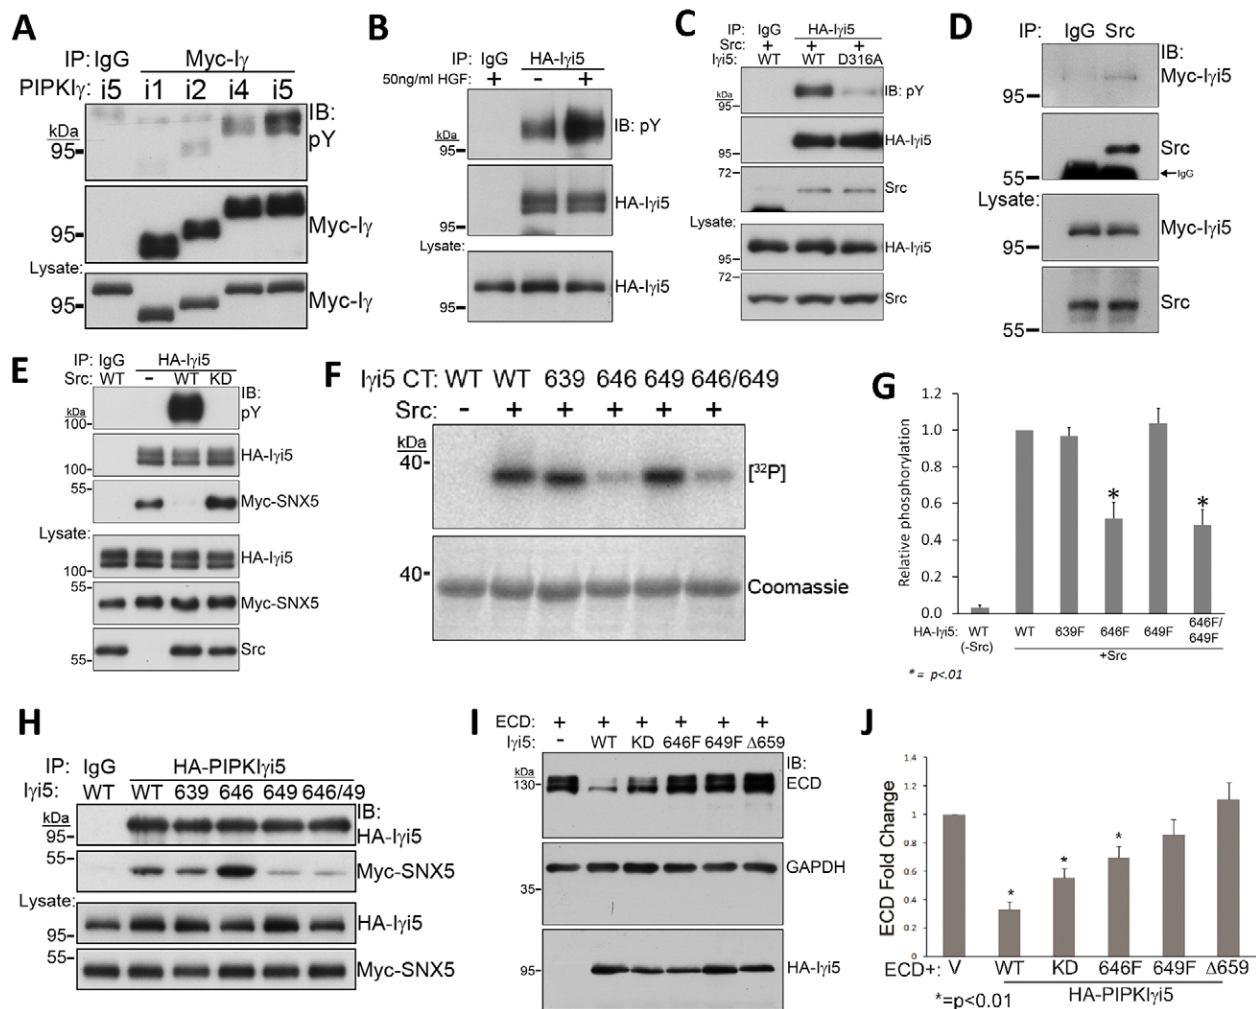 A
IP: IgG Myc-Iγ
PIPKIγ: i5 i1 i2 i4 i5
IB:
pY
kDa
95
Myc-Iγ
95
Lysate:
Myc-Iγ
95
B
IP: IgG HA-Iγi5
50ng/ml HGF: + - +
kDa
IB: pY
95
HA-Iγi5
95
Lysate:
HA-Iγi5
95
C
IP: IgG HA-Iγi5
Src: + + +
Iγi5: WT WT D316A
IB: pY
kDa
95
HA-Iγi5
95
72
Src
Lysate:
HA-Iγi5
95
72
Src
D
IP: IgG Src
IB:
Myc-Iγi5
95
Src
55
←IgG
Lysate:
Myc-Iγi5
95
Src
55
E
IP: IgG HA-Iγi5
Src: WT - WT KD
IB:
pY
kDa
100
HA-Iγi5
100
55
Myc-SNX5
Lysate:
HA-Iγi5
100
55
Myc-SNX5
Src
55
F
Iγi5 CT: WT WT 639 646 649 646/649
Src: - + + + + +
kDa
40
[32P]
40
Coomassie
G
Relative phosphorylation
1.2
1.0
0.8
0.6
0.4
0.2
0.0
* *
HA-Iγi5: WT WT 639F 646F 649F 646F/
(-Src) 649F
+Src
* = p<.01
H
IP: IgG HA-PIPKIγi5
Iγi5: WT WT 639 646 649 646/49
IB:
kDa
95
HA-Iγi5
55
Myc-SNX5
Lysate:
HA-Iγi5
95
55
Myc-SNX5
I
ECD: + + + + + +
Iγi5: - WT KD 646F 649F Δ659
IB:
kDa
130
ECD
GAPDH
35
95
HA-Iγi5
J
ECD Fold Change
1.4
1.2
1
0.8
0.6
0.4
0.2
0
* * *
ECD+: V WT KD 646F 649F Δ659
HA-PIPKIγi5
*=p<0.01